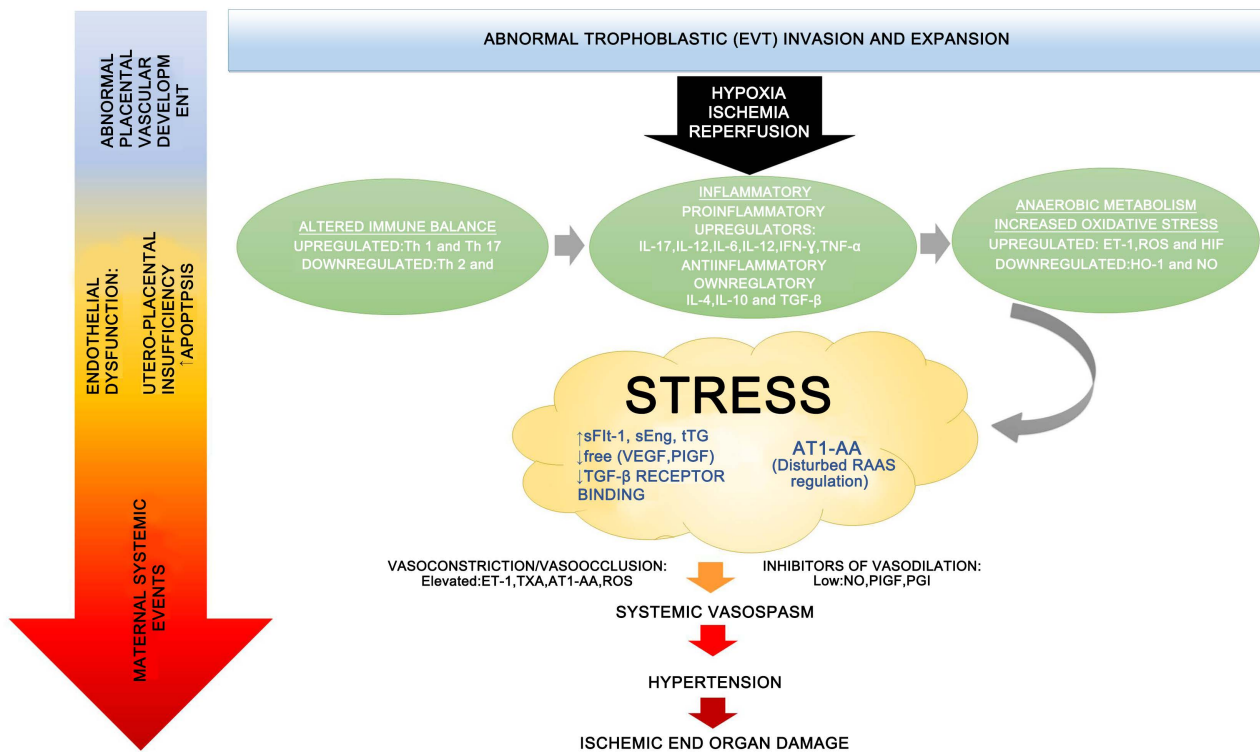 ABNORMAL TROPHOBLASTIC (EVT) INVASION AND EXPANSION
ABNORMAL
PLACENTAL
VASCULAR
DEVELOPM
ENT
HYPOXIA
ISCHEMIA
REPERFUSION
ALTERED IMMUNE BALANCE
UPREGULATED:Th 1 and Th 17
DOWNREGULATED:Th 2 and
INFLAMMATORY
PROINFLAMMATORY
UPREGULATORS:
IL-17,IL-12,IL-6,IL-12,IFN-Ɣ,TNF-α
ANTIINFLAMMATORY
OWNREGLATORY
IL-4,IL-10 and TGF-β
ANAEROBIC METABOLISM
INCREASED OXIDATIVE STRESS
UPREGULATED: ET-1,ROS and HIF
DOWNREGULATED:HO-1 and NO
ENDOTHELIAL
DYSFUNCTION:
UTERO-PLACENTAL
INSUFFICIENCY
↑APOPTPSIS
STRESS
↑sFlt-1, sEng, tTG
↓free (VEGF,PIGF)
↓TGF-β RECEPTOR
BINDING
AT1-AA
(Disturbed RAAS
regulation)
MATERNAL SYSTEMIC
EVENTS
VASOCONSTRICTION/VASOOCCLUSION:
Elevated:ET-1,TXA,AT1-AA,ROS
INHIBITORS OF VASODILATION:
Low:NO,PIGF,PGI
SYSTEMIC VASOSPASM
HYPERTENSION
ISCHEMIC END ORGAN DAMAGE